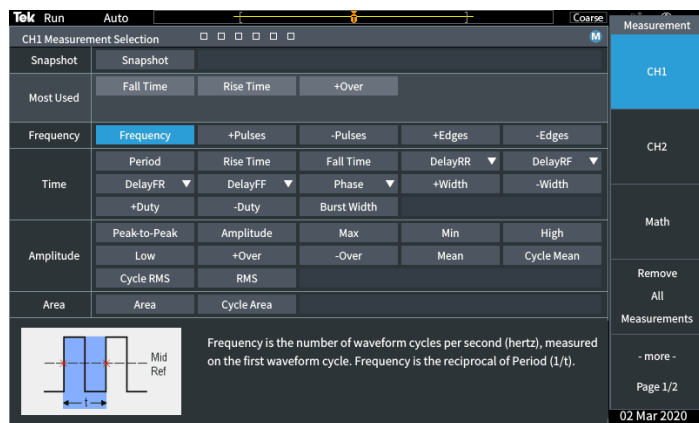 Tek Run Auto Coarse
Measurement
CH1 Measurement Selection M
Snapshot Snapshot
CH1
Most Used Fall Time Rise Time +Over
Frequency Frequency +Pulses -Pulses +Edges -Edges
CH2
Time Period Rise Time Fall Time DelayRR DelayRF
DelayFR DelayFF Phase +Width -Width
+Duty -Duty Burst Width
Math
Amplitude Peak-to-Peak Amplitude Max Min High
Low +Over -Over Mean Cycle Mean
Cycle RMS RMS
Remove
All
Measurements
Area Area Cycle Area
Mid
Ref
t
Frequency is the number of waveform cycles per second (hertz), measured
on the first waveform cycle. Frequency is the reciprocal of Period (1/t).
- more -
Page 1/2
02 Mar 2020